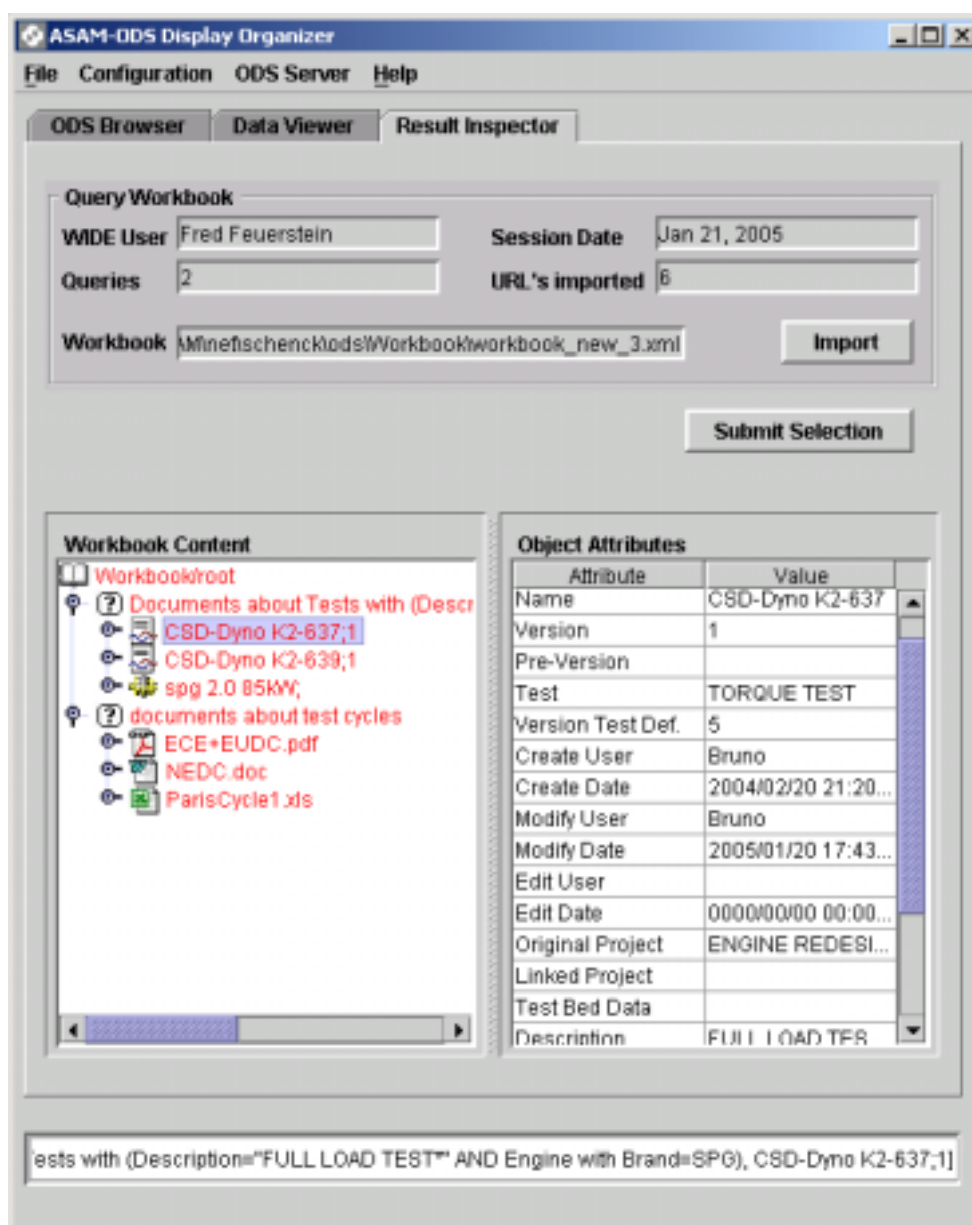 ASAM-ODS Display Organizer
File Configuration ODS Server Help
ODS Browser Data Viewer Result Inspector
Query Workbook
WIDE User Fred Feuerstein Session Date Jan 21, 2005
Queries 2 URL's imported 6
Workbook \Minef\schenck\ods\Workbook\workbook_new_3.xml Import
Submit Selection
Workbook Content
Workbook/root
Documents about Tests with (Descr
CSD-Dyno K2-637;1
CSD-Dyno K2-639;1
spg 2.0 85kW;
documents about test cycles
ECE+EUDC.pdf
NEDC.doc
ParisCycle1.xls
Object Attributes
Attribute Value
Name CSD-Dyno K2-637
Version 1
Pre-Version
Test TORQUE TEST
Version Test Def. 5
Create User Bruno
Create Date 2004/02/20 21:20...
Modify User Bruno
Modify Date 2005/01/20 17:43...
Edit User
Edit Date 0000/00/00 00:00...
Original Project ENGINE REDESI...
Linked Project
Test Bed Data
Description FULL LOAD TES
ests with (Description="FULL LOAD TEST*" AND Engine with Brand=SPG), CSD-Dyno K2-637;1]